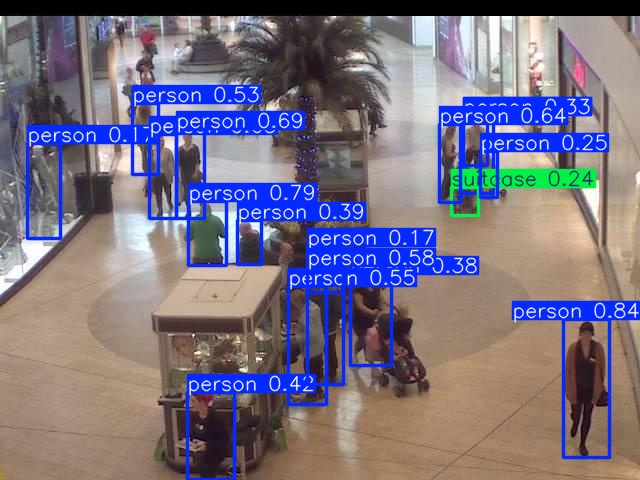 person 0.53
person 0.33
person 0.64
person 0.69
person 0.17
person 0.25
suitcase 0.24
person 0.79
person 0.39
person 0.17
person 0.58
0.38
person 0.55
person 0.84
person 0.42